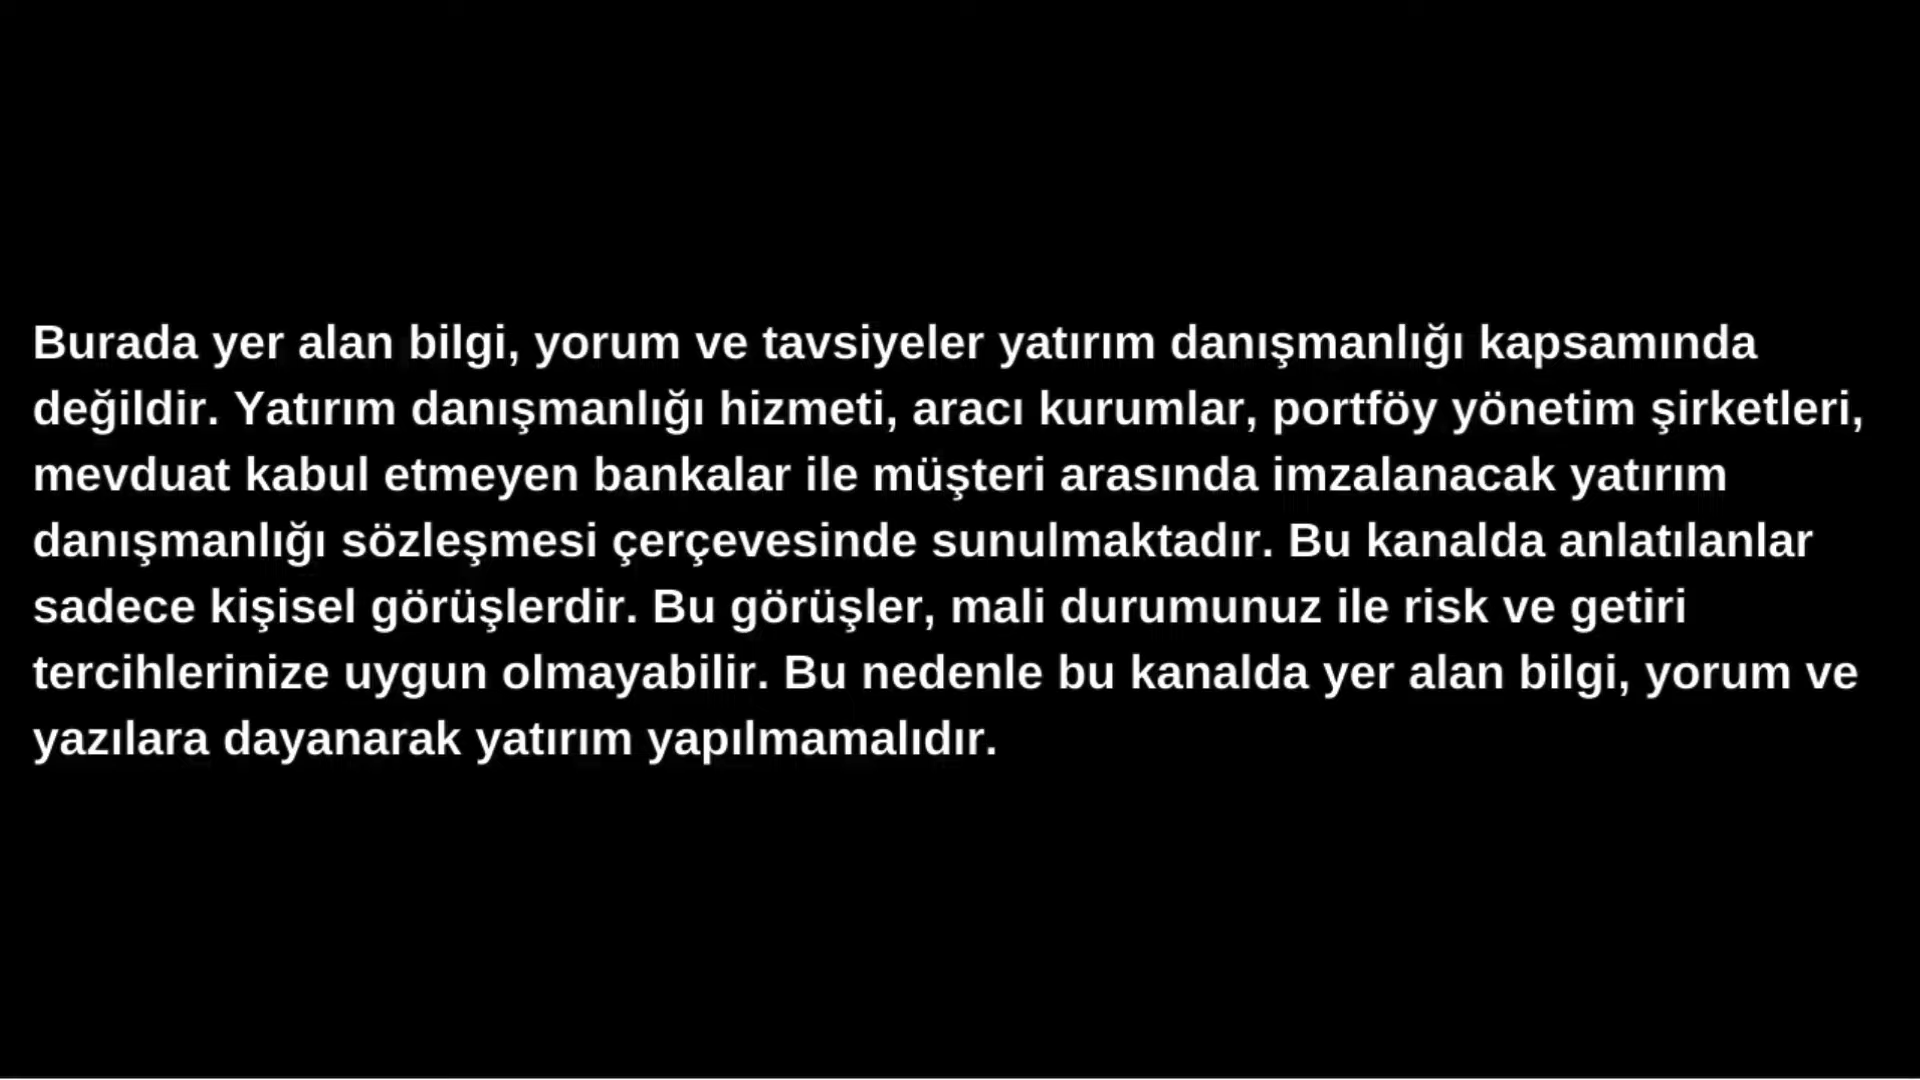 Burada yer alan bilgi, yorum ve tavsiyeler yatırım danışmanlığı kapsamında
değildir. Yatırım danışmanlığı hizmeti, aracı kurumlar, portföy yönetim şirketleri,
mevduat kabul etmeyen bankalar ile müşteri arasında imzalanacak yatırım
danışmanlığı sözleşmesi çerçevesinde sunulmaktadır. Bu kanalda anlatılanlar
sadece kişisel görüşlerdir. Bu görüşler, mali durumunuz ile risk ve getiri
tercihlerinize uygun olmayabilir. Bu nedenle bu kanalda yer alan bilgi, yorum ve
yazılara dayanarak yatırım yapılmamalıdır.